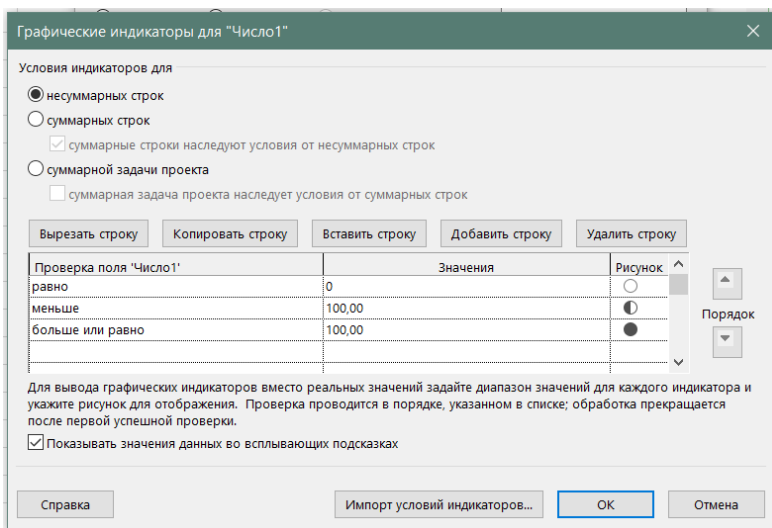 Графические индикаторы для "Число1"
Условия индикаторов для
несуммарных строк
суммарных строк
суммарные строки наследуют условия от несуммарных строк
суммарной задачи проекта
суммарная задача проекта наследует условия от суммарных строк
Вырезать строку Копировать строку Вставить строку Добавить строку Удалить строку
Проверка поля 'Число1' Значения Рисунок
равно 0
меньше 100,00
больше или равно 100,00
Порядок
Для вывода графических индикаторов вместо реальных значений задайте диапазон значений для каждого индикатора и
укажите рисунок для отображения. Проверка проводится в порядке, указанном в списке; обработка прекращается
после первой успешной проверки.
Показывать значения данных во всплывающих подсказках
Справка Импорт условий индикаторов... ОК Отмена